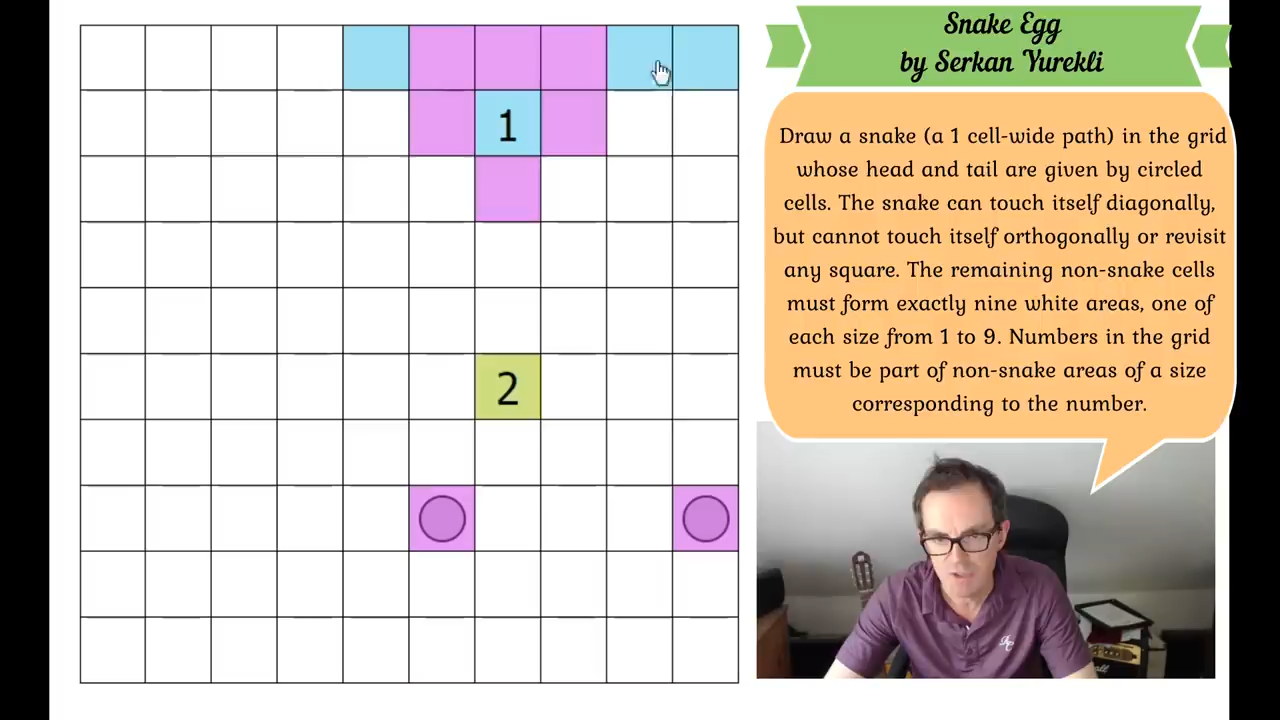 Snake Egg
by Serkan Yurekli
Draw a snake (a 1 cell-wide path) in the grid
whose head and tail are given by circled
cells. The snake can touch itself diagonally,
but cannot touch itself orthogonally or revisit
any square. The remaining non-snake cells
must form exactly nine white areas, one of
each size from 1 to 9. Numbers in the grid
must be part of non-snake areas of a size
corresponding to the number.
1
2